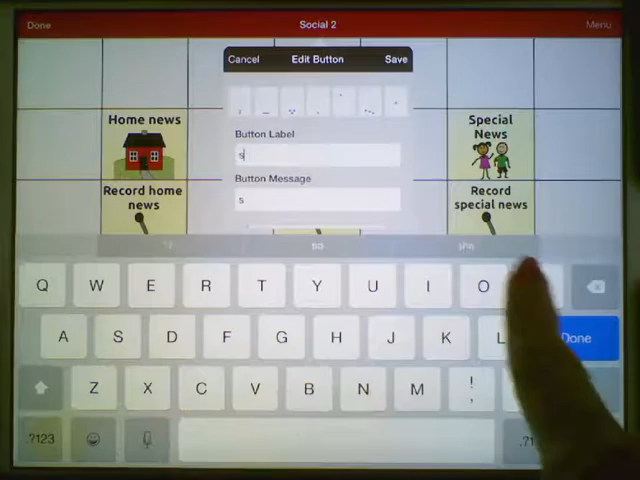 Done Social 2 Menu
Cancel Edit Button Save
Home news
Special News
Button Label
s
Button Message
s
Record home news
Record special news
so she
Q W E R T Y U I O
A S D F G H J K L Done
Z X C V B N M ! ,
.?123